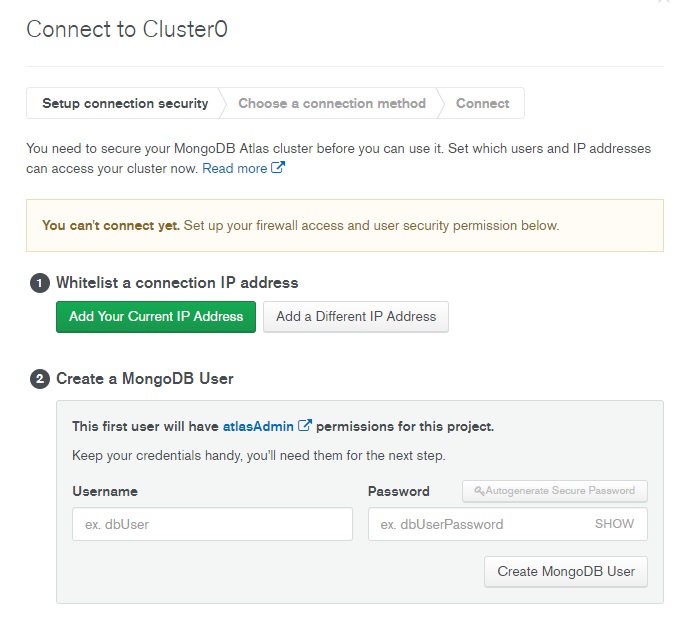 Connect to Cluster0
Setup connection security
Choose a connection method
Connect
You need to secure your MongoDB Atlas cluster before you can use it. Set which users and IP addresses
can access your cluster now. Read more
You can't connect yet. Set up your firewall access and user security permission below.
1 Whitelist a connection IP address
Add Your Current IP Address
Add a Different IP Address
2 Create a MongoDB User
This first user will have atlasAdmin permissions for this project.
Keep your credentials handy, you'll need them for the next step.
Username
Password
Autogenerate Secure Password
ex. dbUser
ex. dbUserPassword
SHOW
Create MongoDB User